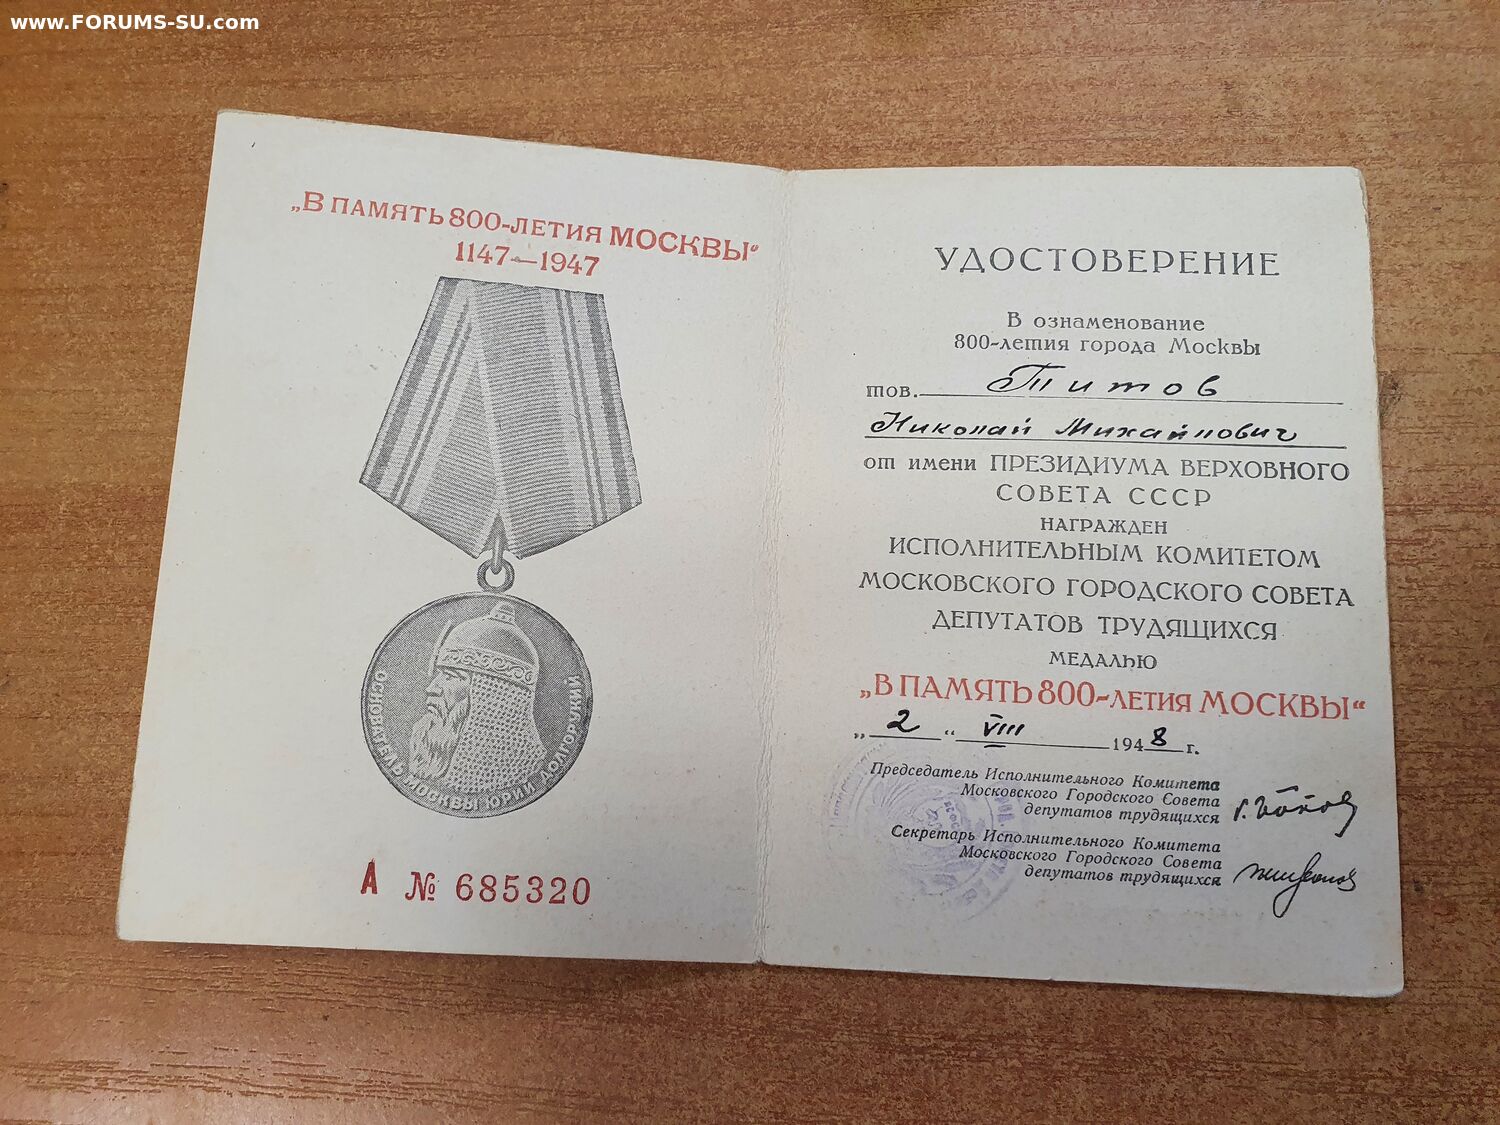 www.FORUMS-SU.com
„В ПАМЯТЬ 800-ЛЕТИЯ МОСКВЫ“
1147—1947
ОСНОВАТЕЛЬ МОСКВЫ ЮРИЙ ДОЛГОРУКИЙ
А № 685320
УДОСТОВЕРЕНИЕ
В ознаменование
800-летия города Москвы
тов. Титов
Николай Михайлович
от имени ПРЕЗИДИУМА ВЕРХОВНОГО
СОВЕТА СССР
НАГРАЖДЕН
ИСПОЛНИТЕЛЬНЫМ КОМИТЕТОМ
МОСКОВСКОГО ГОРОДСКОГО СОВЕТА
ДЕПУТАТОВ ТРУДЯЩИХСЯ
МЕДАЛЬЮ
„В ПАМЯТЬ 800-ЛЕТИЯ МОСКВЫ“
„2“ VIII 1948 г.
Председатель Исполнительного Комитета
Московского Городского Совета
депутатов трудящихся
Секретарь Исполнительного Комитета
Московского Городского Совета
депутатов трудящихся